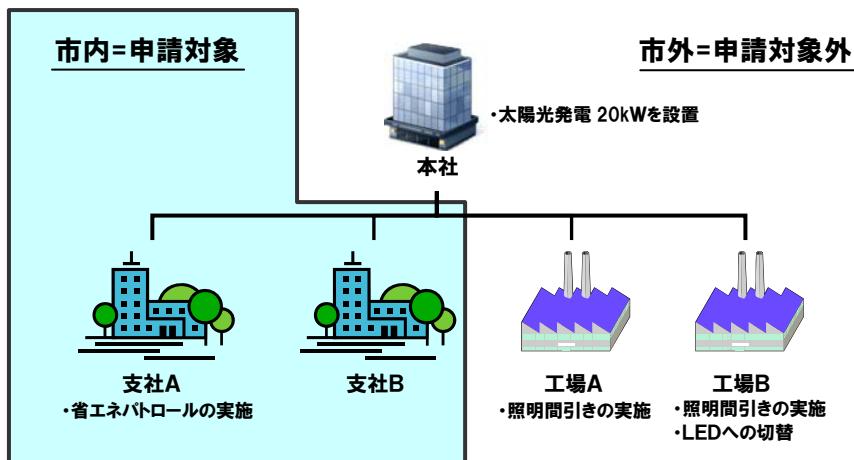 市内=申請対象
市外=申請対象外
・太陽光発電 20kWを設置
本社
支社A
・省エネパトロールの実施
支社B
工場A
・照明間引きの実施
工場B
・照明間引きの実施
・LEDへの切替